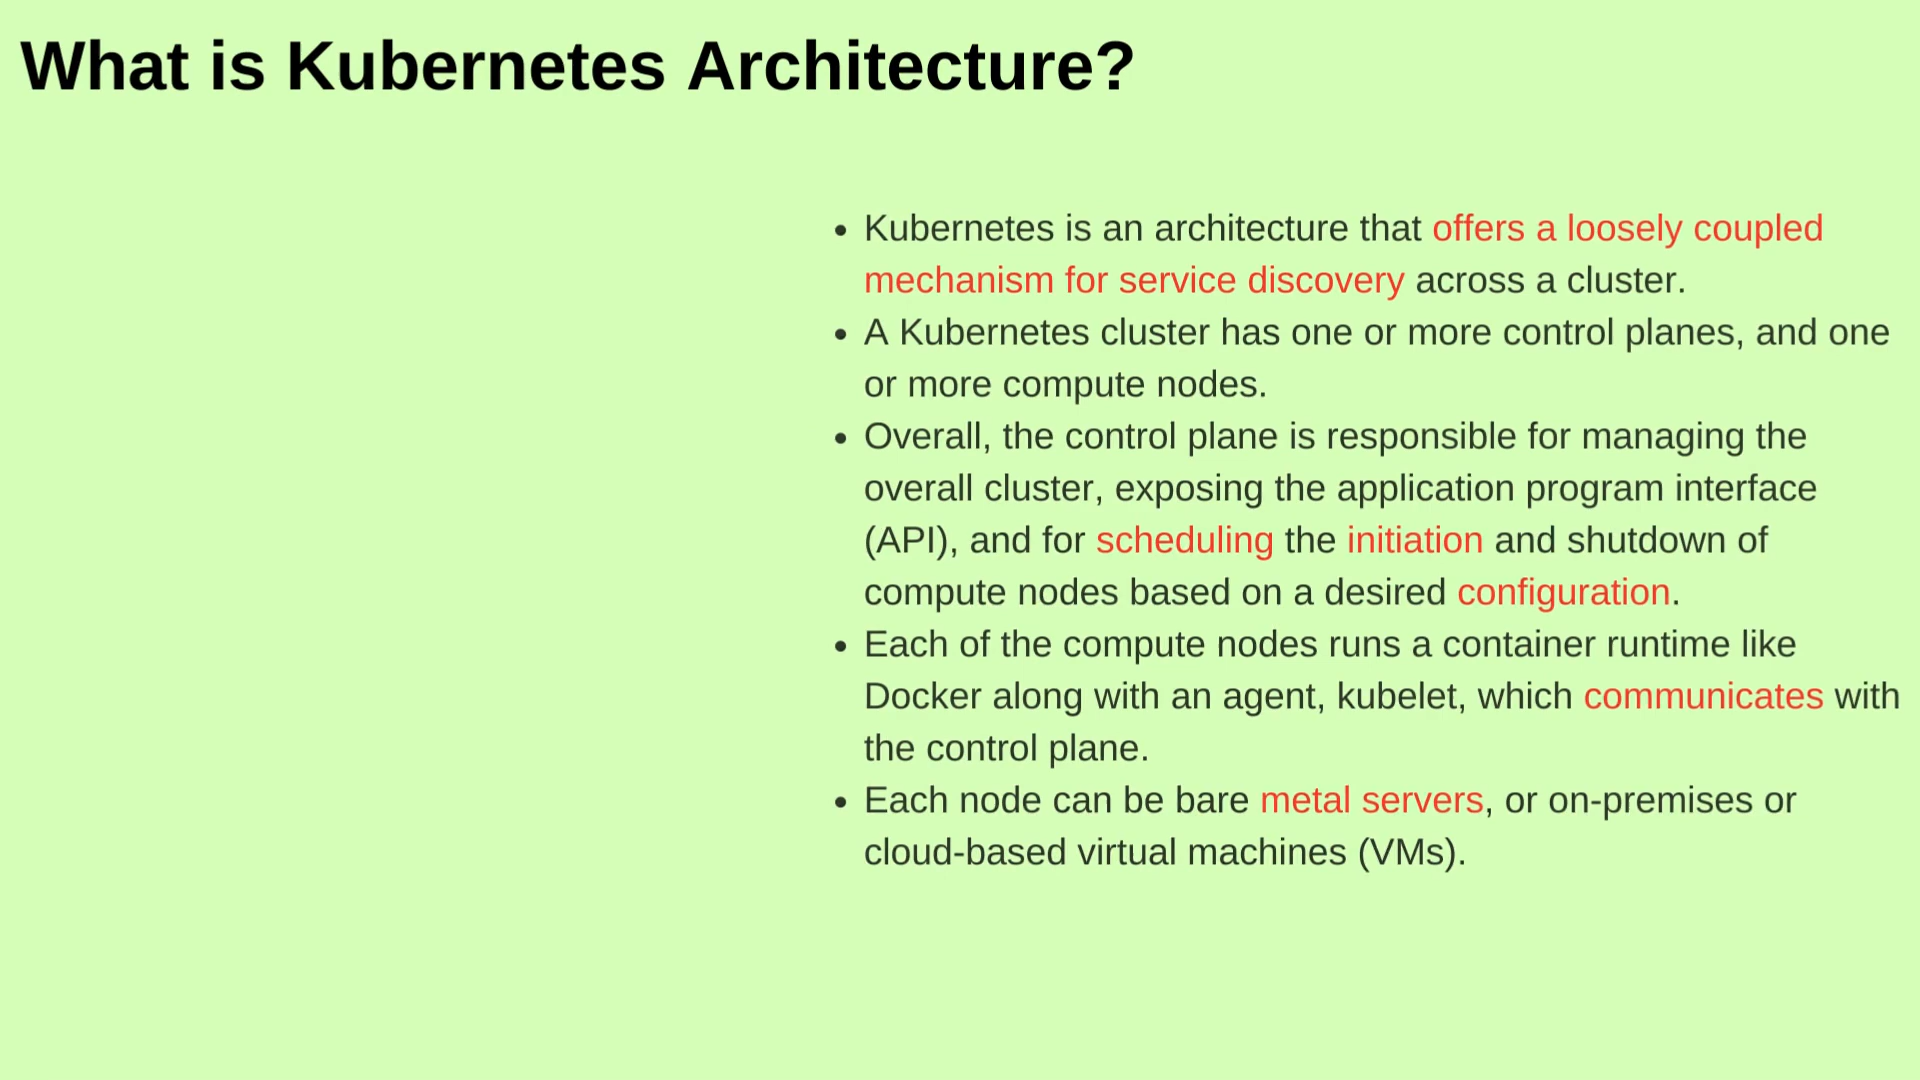 What is Kubernetes Architecture?
• Kubernetes is an architecture that offers a loosely coupled
mechanism for service discovery across a cluster.
• A Kubernetes cluster has one or more control planes, and one
or more compute nodes.
• Overall, the control plane is responsible for managing the
overall cluster, exposing the application program interface
(API), and for scheduling the initiation and shutdown of
compute nodes based on a desired configuration.
• Each of the compute nodes runs a container runtime like
Docker along with an agent, kubelet, which communicates with
the control plane.
• Each node can be bare metal servers, or on-premises or
cloud-based virtual machines (VMs).